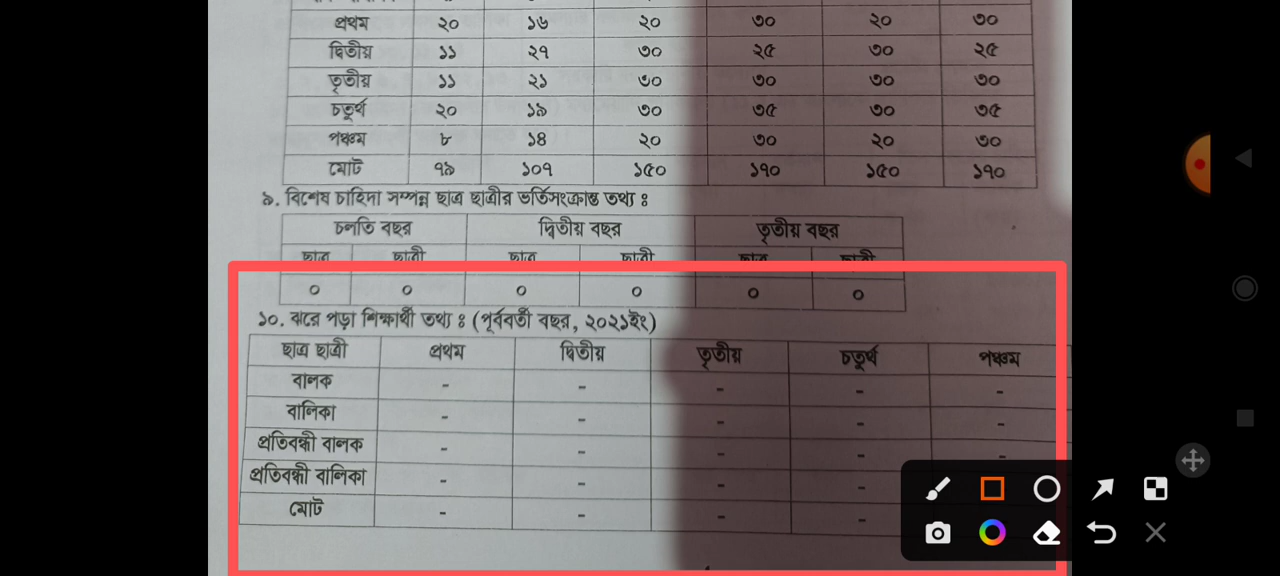 প্রথম ২০ ১৬ ২০ ৩০ ২০ ৩০
দ্বিতীয় ১১ ২৭ ৩০ ২৫ ৩০ ২৫
তৃতীয় ১১ ২১ ৩০ ৩০ ৩০ ৩০
চতুর্থ ২০ ১৯ ৩০ ৩৫ ৩০ ৩৫
পঞ্চম ৮ ১৪ ২০ ৩০ ২০ ৩০
মোট ৭৯ ১০৭ ১৫০ ১৭০ ১৫০ ১৭০
৯. বিশেষ চাহিদা সম্পন্ন ছাত্র ছাত্রীর ভর্তিসংক্রান্ত তথ্য ঃ
চলতি বছর দ্বিতীয় বছর তৃতীয় বছর
ছাত্র ছাত্রী ছাত্র ছাত্রী ছাত্র ছাত্রী
০ ০ ০ ০ ০ ০
১০. ঝরে পড়া শিক্ষার্থী তথ্য ঃ (পূর্ববর্তী বছর, ২০২১ইং)
ছাত্র ছাত্রী প্রথম দ্বিতীয় তৃতীয় চতুর্থ পঞ্চম
বালক - - - - -
বালিকা - - - - -
প্রতিবন্ধী বালক - - - - -
প্রতিবন্ধী বালিকা - - - -
মোট - - - -